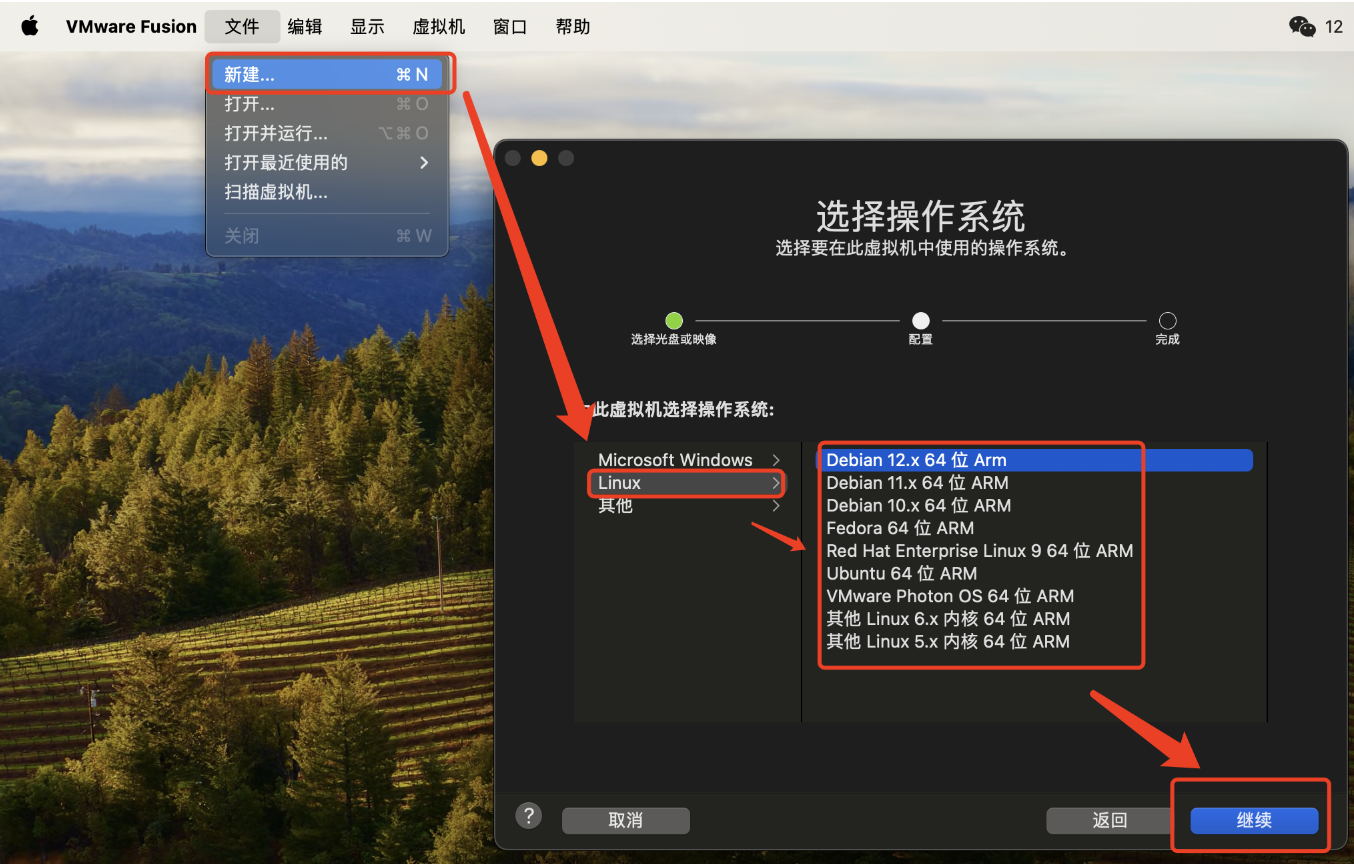 VMware Fusion 文件 编辑 显示 虚拟机 窗口 帮助 12
新建... ⌘ N
打开... ⌘ O
打开并运行... ⌥ ⌘ O
打开最近使用的
扫描虚拟机...
关闭 ⌘ W
选择操作系统
选择要在此虚拟机中使用的操作系统。
选择光盘或映像 配置 完成
此虚拟机选择操作系统:
Microsoft Windows
Linux
其他
Debian 12.x 64 位 Arm
Debian 11.x 64 位 ARM
Debian 10.x 64 位 ARM
Fedora 64 位 ARM
Red Hat Enterprise Linux 9 64 位 ARM
Ubuntu 64 位 ARM
VMware Photon OS 64 位 ARM
其他 Linux 6.x 内核 64 位 ARM
其他 Linux 5.x 内核 64 位 ARM
? 取消 返回 继续